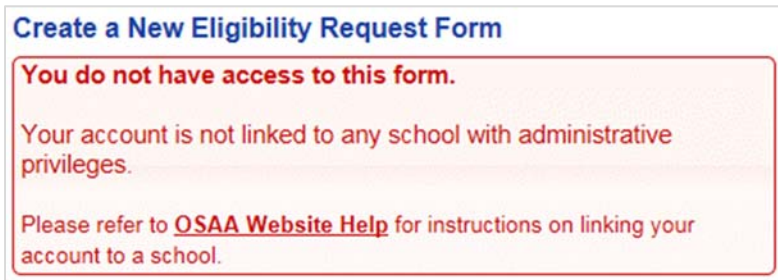 Create a New Eligibility Request Form
You do not have access to this form.
Your account is not linked to any school with administrative
privileges.
Please refer to OSAA Website Help for instructions on linking your
account to a school.